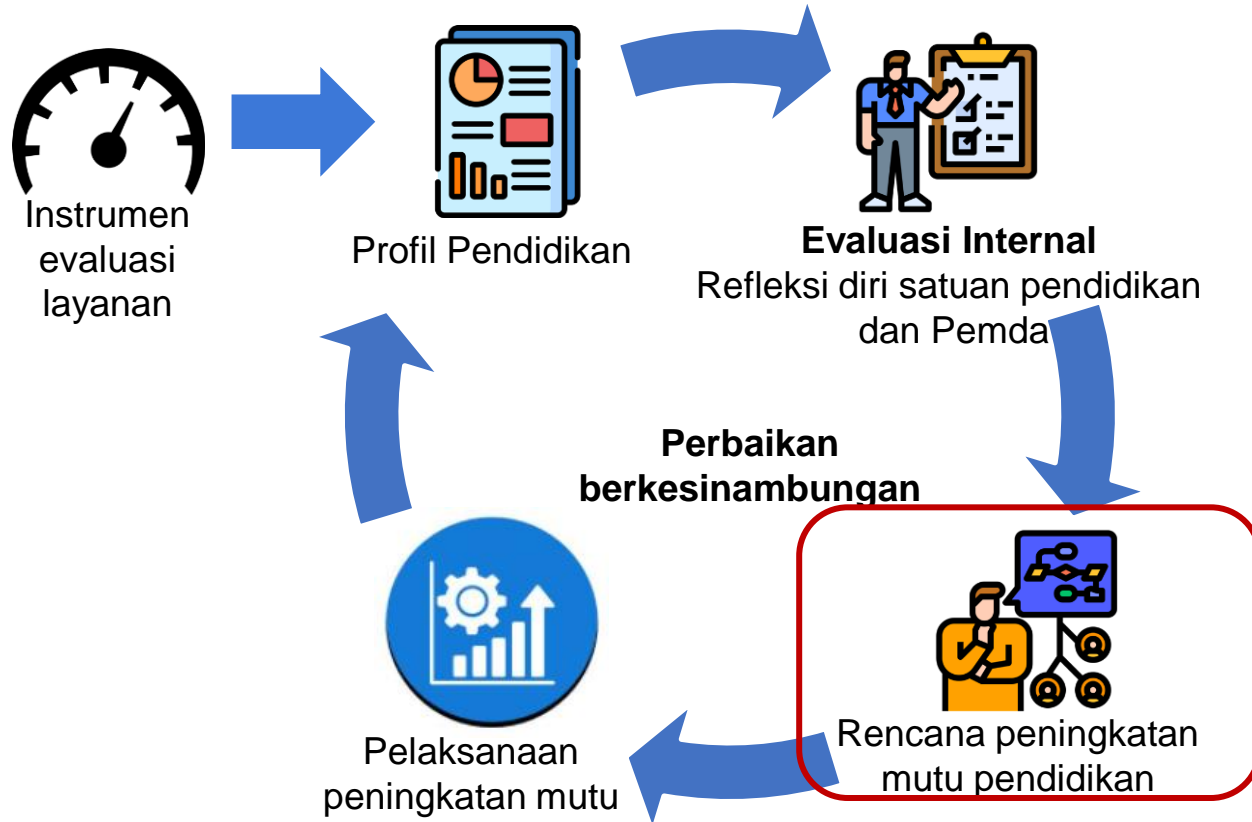 Instrumen
evaluasi
layanan
Profil Pendidikan
Evaluasi Internal
Refleksi diri satuan pendidikan
dan Pemda
Perbaikan
berkesinambungan
Rencana peningkatan
mutu pendidikan
Pelaksanaan
peningkatan mutu